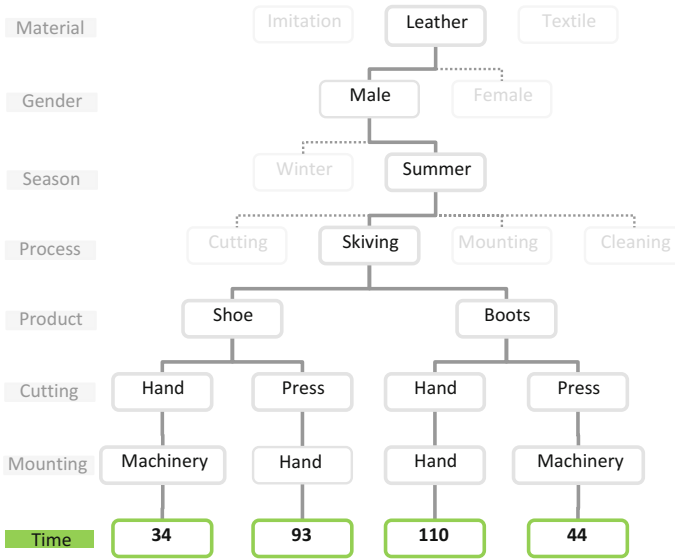 Material Imitation Leather Textile
Gender Male Female
Season Winter Summer
Process Cutting Skiving Mounting Cleaning
Product Shoe Boots
Cutting Hand Press Hand Press
Mounting Machinery Hand Hand Machinery
Time 34 93 110 44